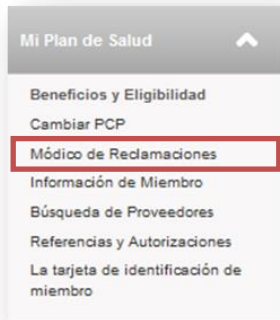 Mi Plan de Salud
Beneficios y Eligibilidad
Cambiar PCP
Módico de Reclamaciones
Información de Miembro
Búsqueda de Proveedores
Referencias y Autorizaciones
La tarjeta de identificación de
miembro